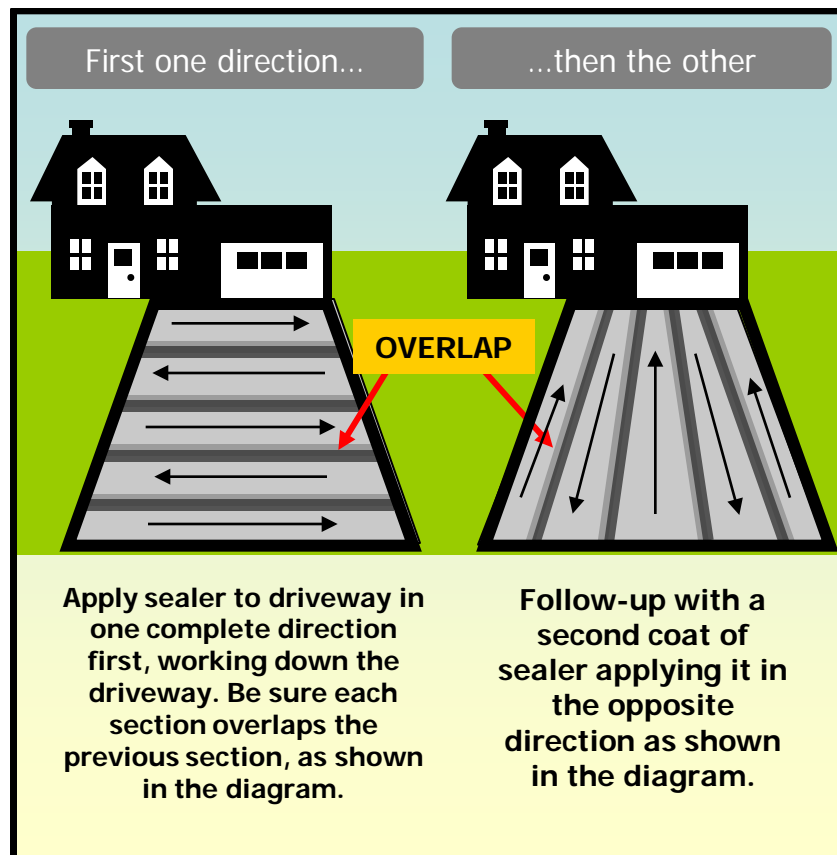 First one direction...
...then the other
OVERLAP
Apply sealer to driveway in
one complete direction
first, working down the
driveway. Be sure each
section overlaps the
previous section, as shown
in the diagram.
Follow-up with a
second coat of
sealer applying it in
the opposite
direction as shown
in the diagram.